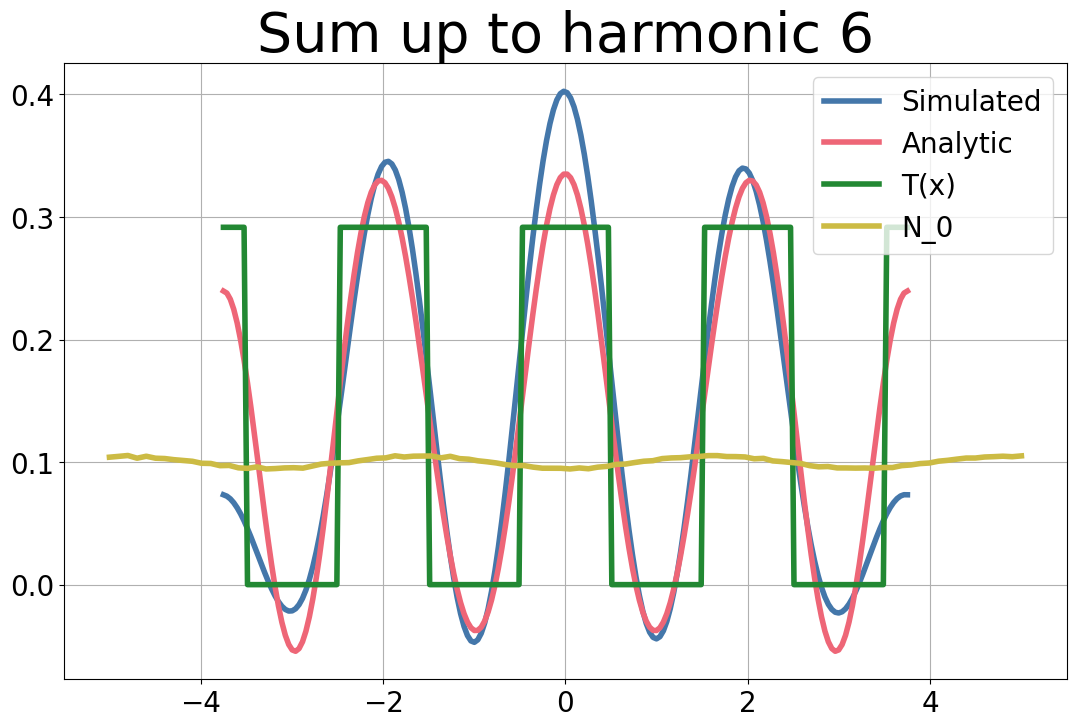 Sum up to harmonic 6
0.4
0.3
0.2
0.1
0.0
Simulated
Analytic
T(x)
N_0
−4 −2 0 2 4